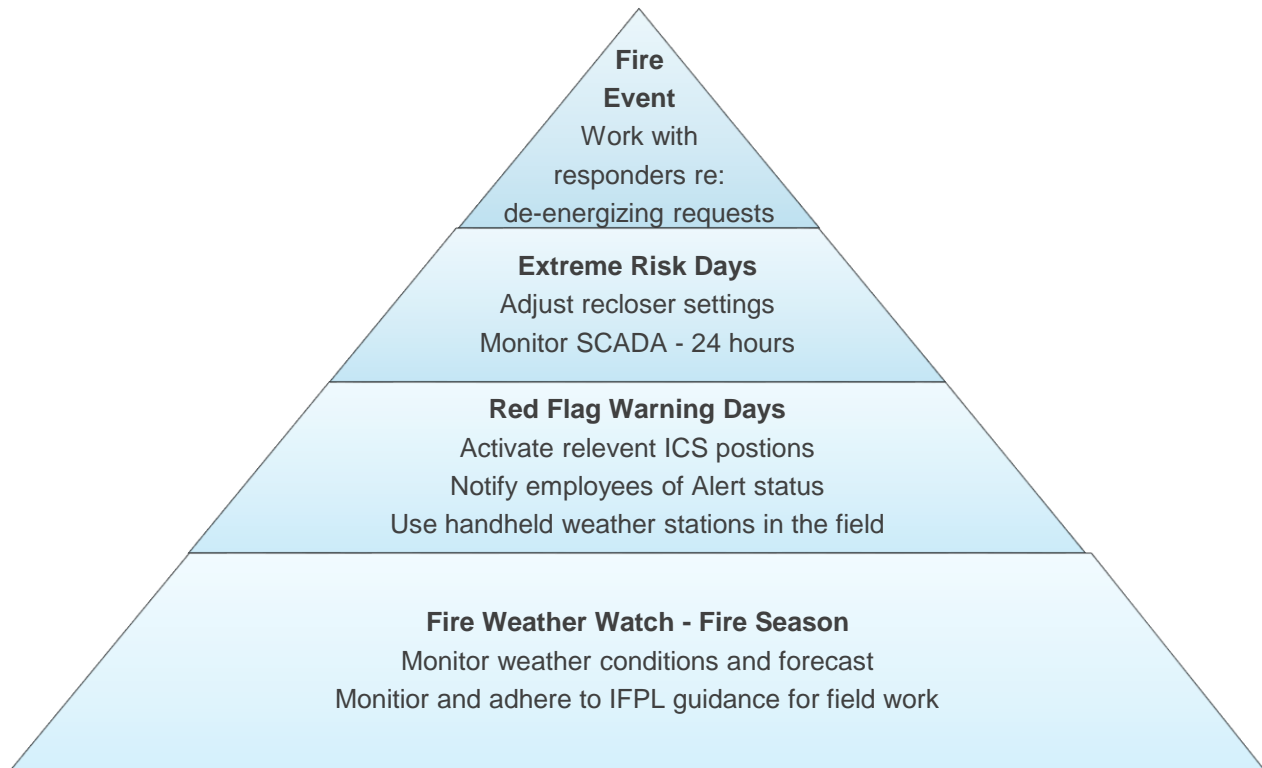 Fire
Event
Work with
responders re:
de-energizing requests
Extreme Risk Days
Adjust recloser settings
Monitor SCADA - 24 hours
Red Flag Warning Days
Activate relevent ICS postions
Notify employees of Alert status
Use handheld weather stations in the field
Fire Weather Watch - Fire Season
Monitor weather conditions and forecast
Monitior and adhere to IFPL guidance for field work